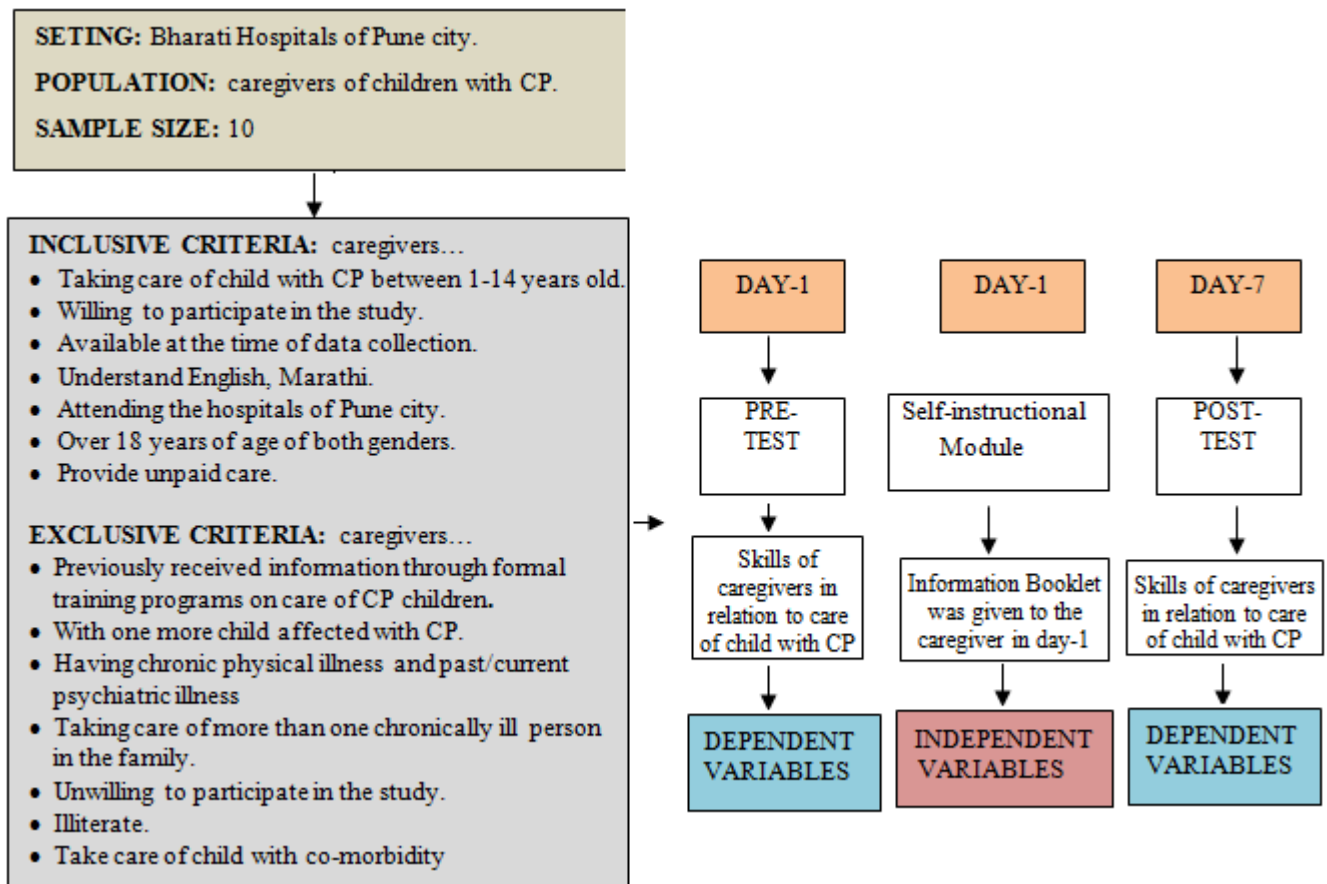 SETING: Bharati Hospitals of Pune city.
POPULATION: caregivers of children with CP.
SAMPLE SIZE: 10
INCLUSIVE CRITERIA: caregivers...
• Taking care of child with CP between 1-14 years old.
• Willing to participate in the study.
• Available at the time of data collection.
• Understand English, Marathi.
• Attending the hospitals of Pune city.
• Over 18 years of age of both genders.
• Provide unpaid care.
EXCLUSIVE CRITERIA: caregivers...
• Previously received information through formal
training programs on care of CP children.
• With one more child affected with CP.
• Having chronic physical illness and past/current
psychiatric illness
• Taking care of more than one chronically ill person
in the family.
• Unwilling to participate in the study.
• Illiterate.
• Take care of child with co-morbidity
DAY-1
PRE-
TEST
Skills of
caregivers in
relation to care
of child with CP
DEPENDENT
VARIABLES
DAY-1
Self-instructional
Module
Information Booklet
was given to the
caregiver in day-1
INDEPENDENT
VARIABLES
DAY-7
POST-
TEST
Skills of caregivers
in relation to care
of child with CP
DEPENDENT
VARIABLES